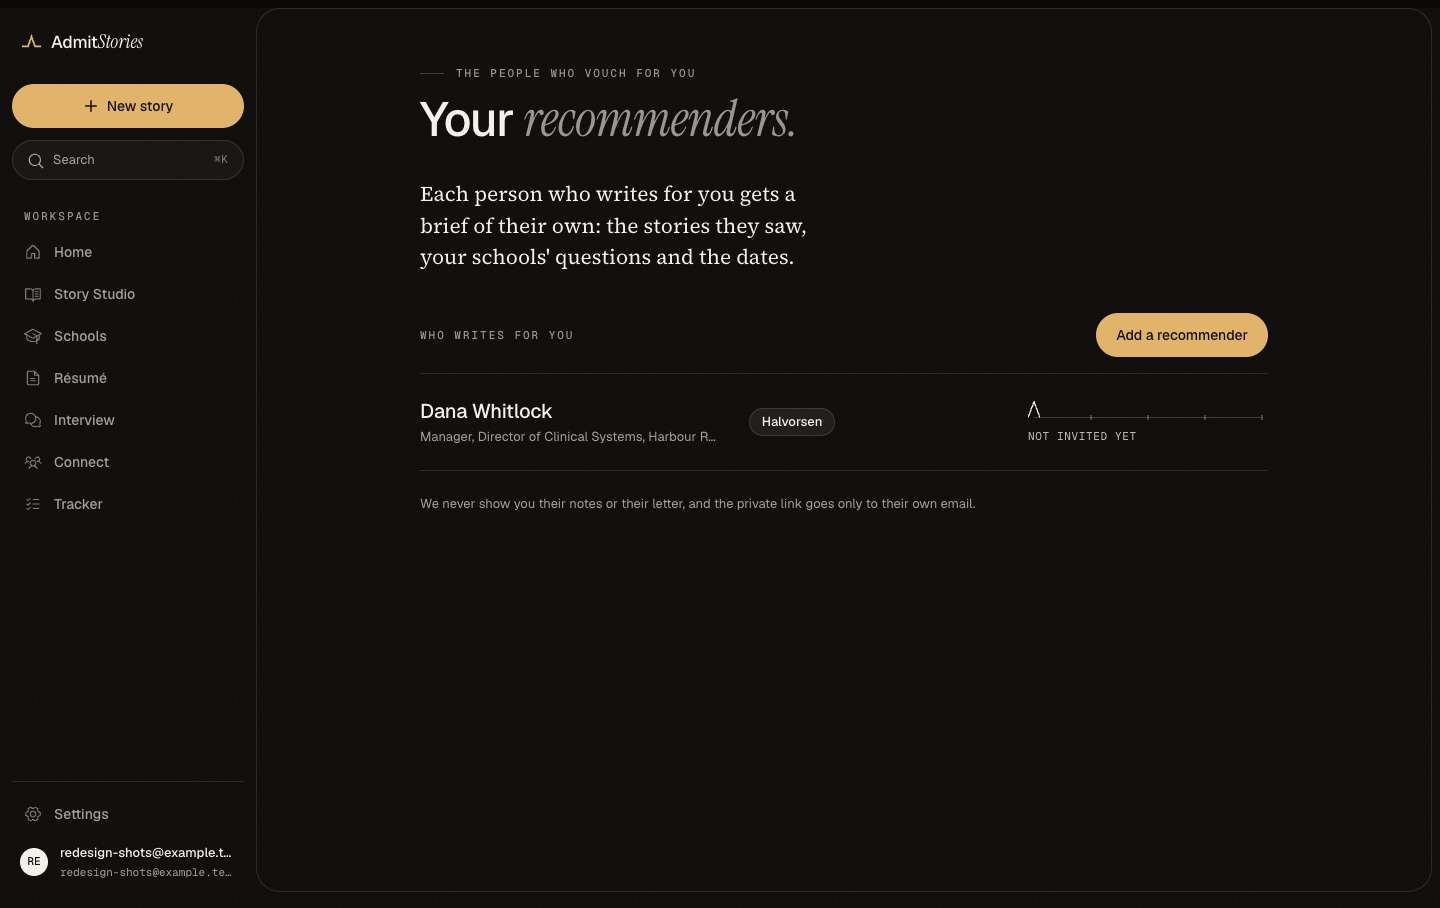 AdmitStories
+ New story
Search ⌘K
WORKSPACE
Home
Story Studio
Schools
Résumé
Interview
Connect
Tracker
Settings
RE
redesign-shots@example.t…
redesign-shots@example.te…
THE PEOPLE WHO VOUCH FOR YOU
Your recommenders.
Each person who writes for you gets a
brief of their own: the stories they saw,
your schools' questions and the dates.
WHO WRITES FOR YOU
Add a recommender
Dana Whitlock
Manager, Director of Clinical Systems, Harbour R…
Halvorsen
NOT INVITED YET
We never show you their notes or their letter, and the private link goes only to their own email.